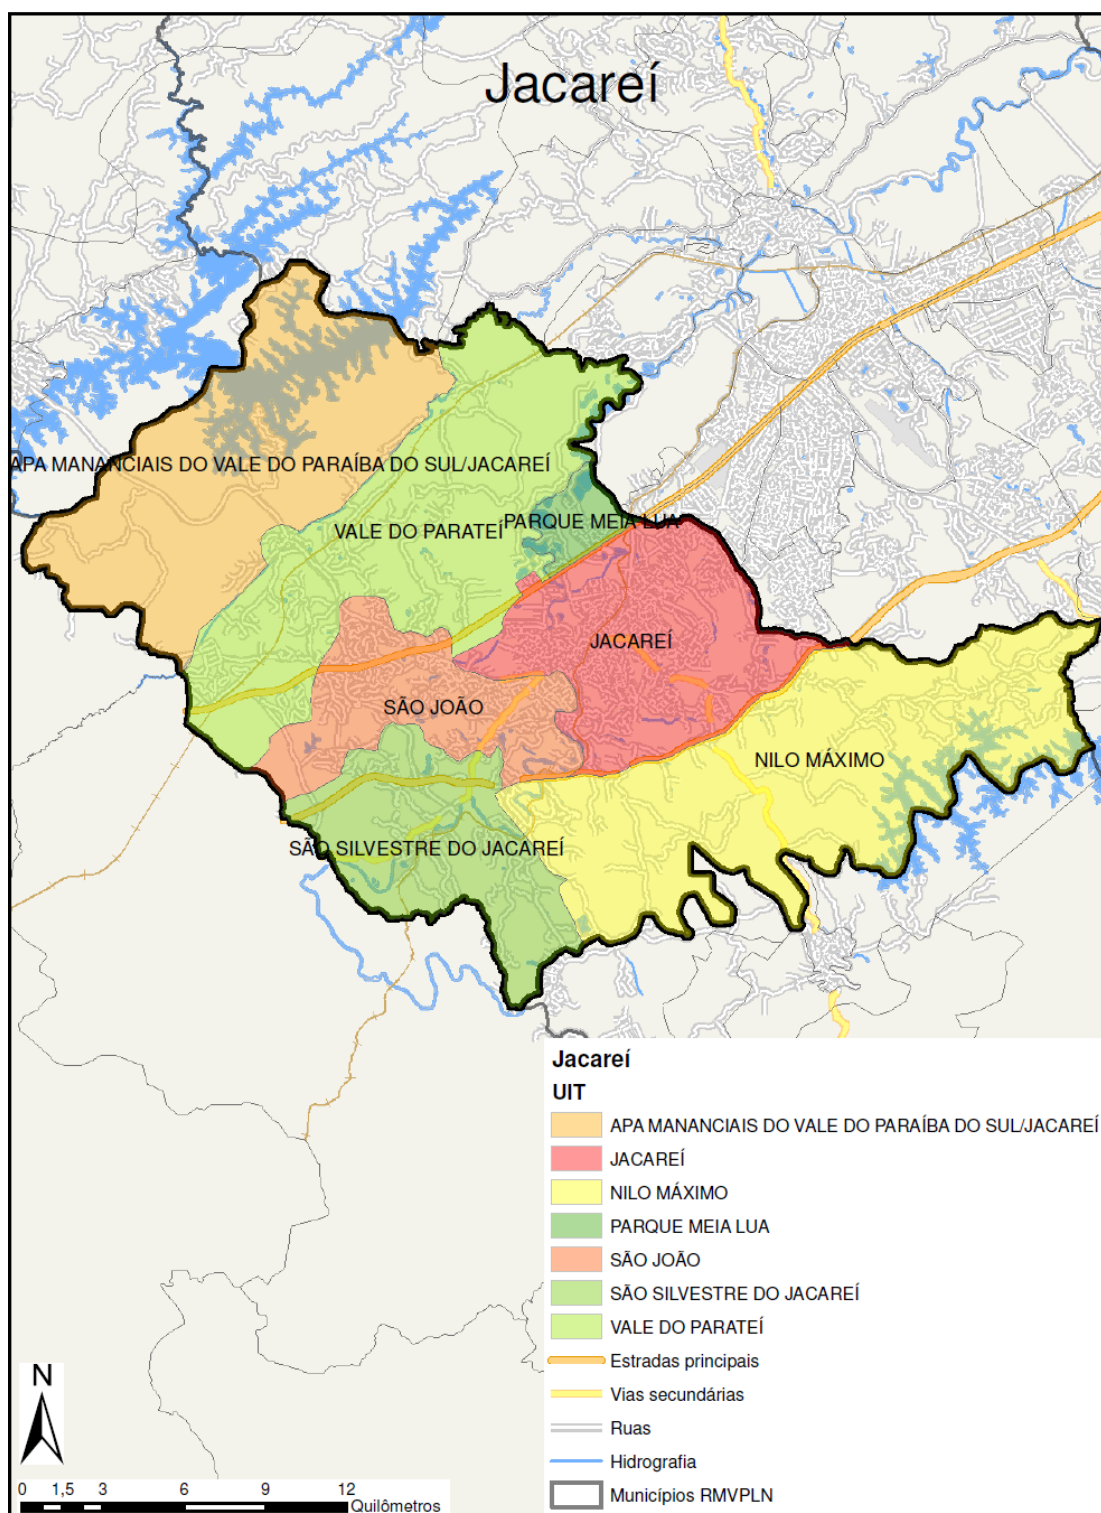 Jacareí
APA MANANCIAIS DO VALE DO PARAÍBA DO SUL/JACAREÍ
PARQUE MEIA LUA
VALE DO PARATEÍ
JACAREÍ
SÃO JOÃO
NILO MÁXIMO
SÃO SILVESTRE DO JACAREÍ
Jacareí
UIT
APA MANANCIAIS DO VALE DO PARAÍBA DO SUL/JACAREÍ
JACAREÍ
NILO MÁXIMO
PARQUE MEIA LUA
SÃO JOÃO
SÃO SILVESTRE DO JACAREÍ
VALE DO PARATEÍ
Estradas principais
Vias secundárias
Ruas
Hidrografia
Municípios RMVPLN
N
0 1,5 3 6 9 12
Quilômetros